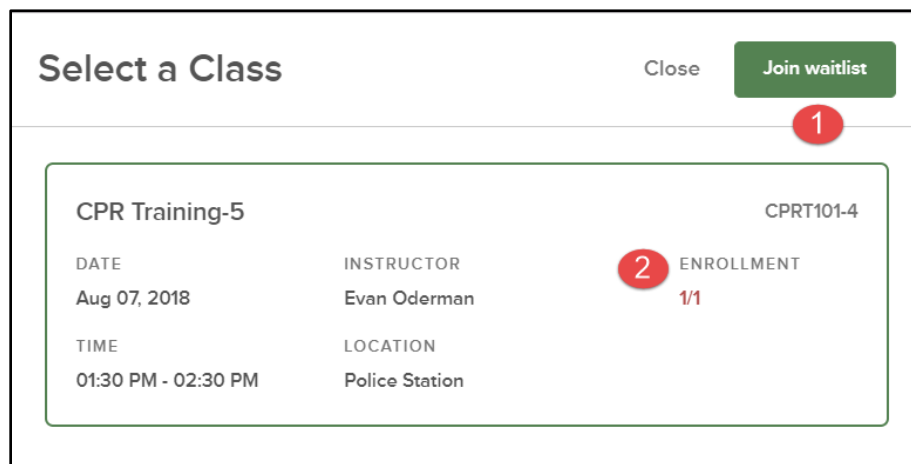 Select a Class
Close
Join waitlist
1
CPR Training-5
CPRT101-4
DATE
INSTRUCTOR
2
ENROLLMENT
Aug 07, 2018
Evan Oderman
1/1
TIME
LOCATION
01:30 PM - 02:30 PM
Police Station